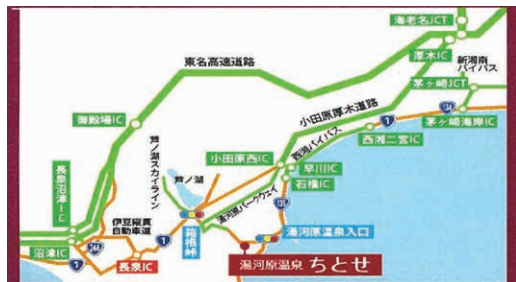 海老名JCT
厚木IC
新湘南
バイパス
東名高速道路
茅ヶ崎JCT
小田原厚木道路
1
134
御殿場IC
西湘バイパス
西湘二宮IC
茅ヶ崎海岸IC
芦ノ湖スカイライン
小田原西IC
早川IC
芦ノ湖
石橋IC
長泉沼津IC
湯河原パークウェイ
135
伊豆縦貫
自動車道
湯河原温泉入口
沼津IC
246
1
箱根峠
1
長泉IC
湯河原温泉 ちとせ